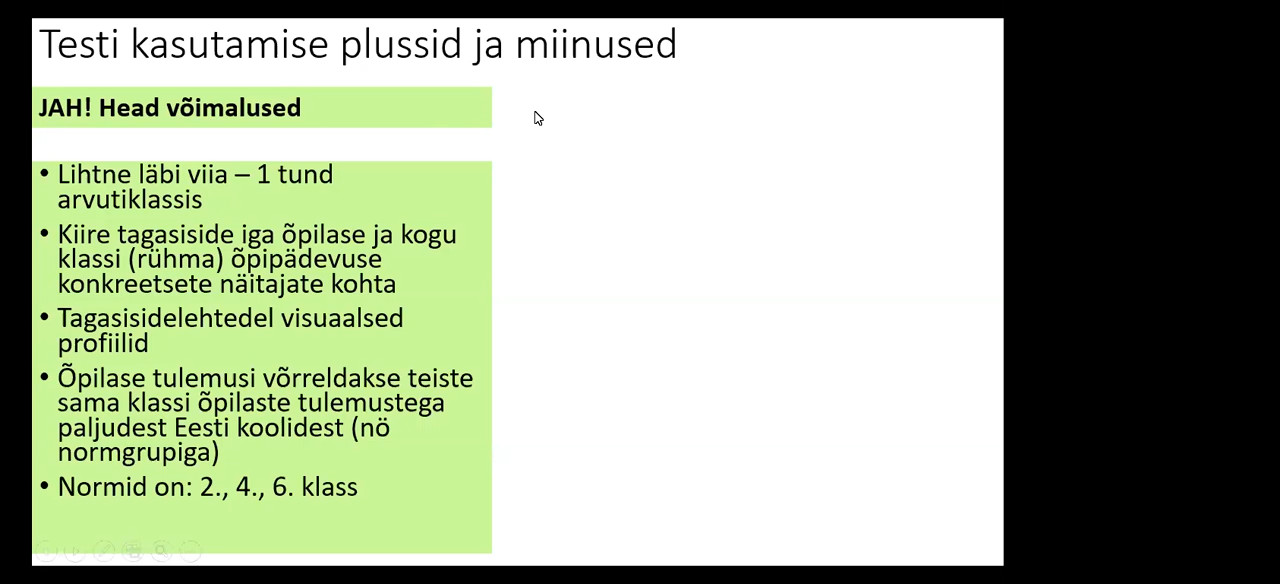 Testi kasutamise plussid ja miinused
JAH! Head võimalused
• Lihtne läbi viia – 1 tund
arvutiklassis
• Kiire tagasiside iga õpilase ja kogu
klassi (rühma) õpipädevuse
konkreetsete näitajate kohta
• Tagasisidelehtedel visuaalsed
profiilid
• Õpilase tulemusi võrreldakse teiste
sama klassi õpilaste tulemustega
paljudest Eesti koolidest (nö
normgrupiga)
• Normid on: 2., 4., 6. klass